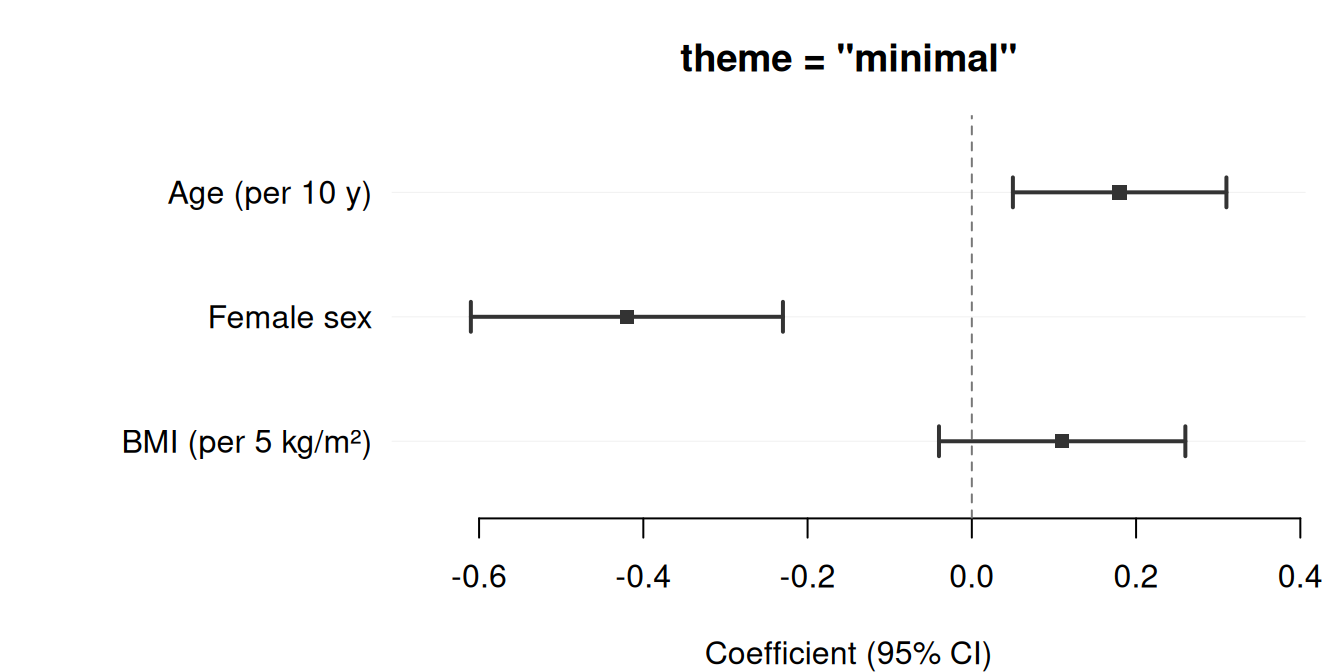 theme = "minimal"
Age (per 10 y)
Female sex
BMI (per 5 kg/m²)
-0.6 -0.4 -0.2 0.0 0.2 0.4
Coefficient (95% CI)